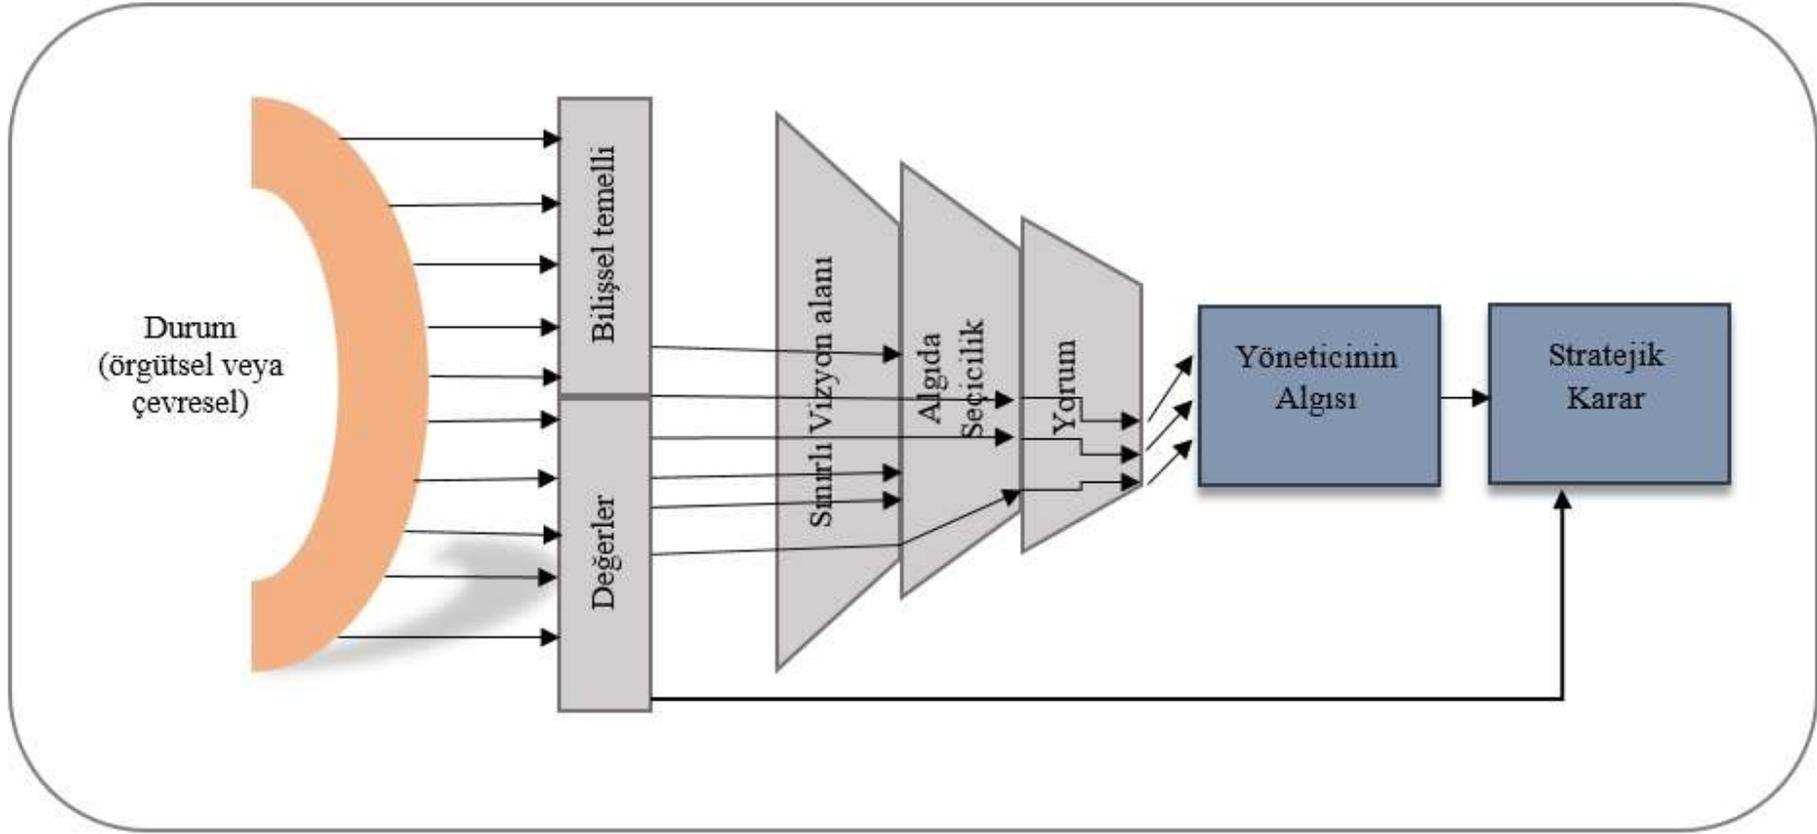 Durum
(örgütsel veya
çevresel)
Bilişsel temelli
Değerler
Sınırlı Vizyon alanı
Algıda
Seçicilik
Yorum
Yöneticinin
Algısı
Stratejik
Karar